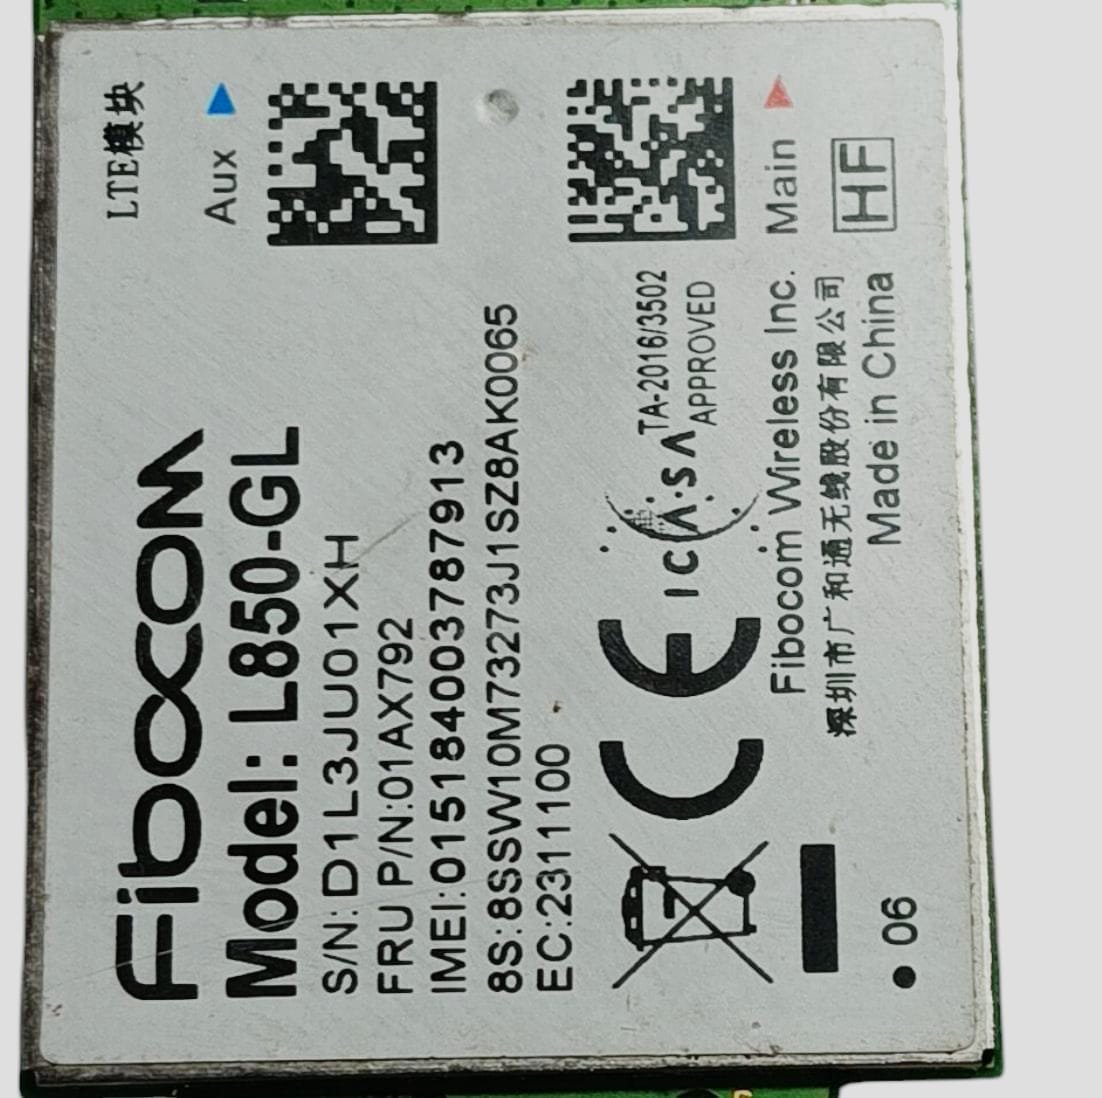 Fibocom
LTE模块
Model: L850-GL
Aux
S/N:D1L3JU01XH
FRU P/N:01AX792
IMEI:015184003787913
8S:8SSW10M73273J1SZ8AK0065
EC:2311100
CE
ICASA
TA-2016/3502
APPROVED
Main
Fibocom Wireless Inc.
深圳市广和通无线股份有限公司
HF
Made in China
06